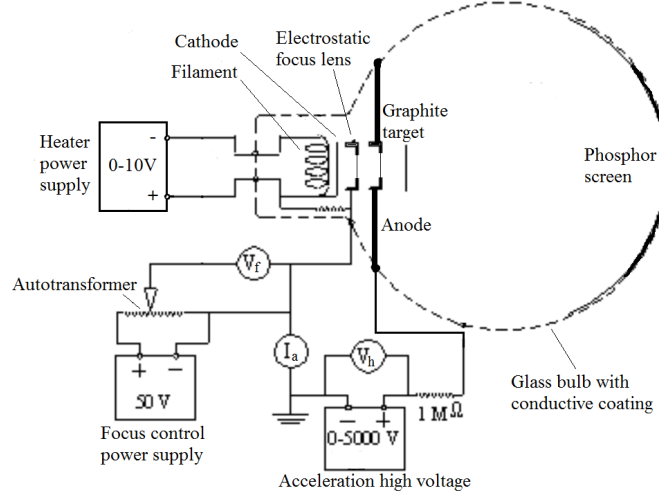 Cathode
Filament
Electrostatic
focus lens
Graphite
target
Phosphor
screen
Heater
power
supply
-
0-10V
+
Anode
Autotransformer
Vf
Ia
Vh
+ -
50 V
Focus control
power supply
1 M Ω
- +
0-5000 V
Acceleration high voltage
Glass bulb with
conductive coating